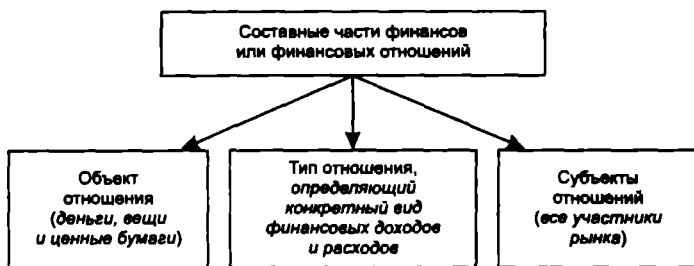 Составные части финансов
или финансовых отношений
Объект
отношения
(деньги, вещи
и ценные бумаги)
Тип отношения,
определяющий
конкретный вид
финансовых доходов
и расходов
Субъекты
отношений
(все участники
рынка)